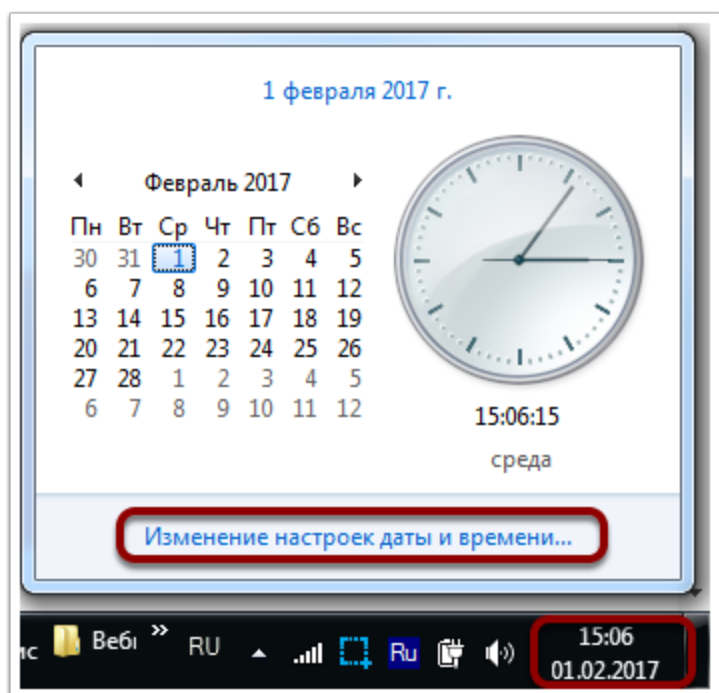 1 февраля 2017 г.
Февраль 2017
Пн Вт Ср Чт Пт Сб Вс
30 31 1 2 3 4 5
6 7 8 9 10 11 12
13 14 15 16 17 18 19
20 21 22 23 24 25 26
27 28 1 2 3 4 5
6 7 8 9 10 11 12
15:06:15
среда
Изменение настроек даты и времени...
RU Ru 15:06
01.02.2017